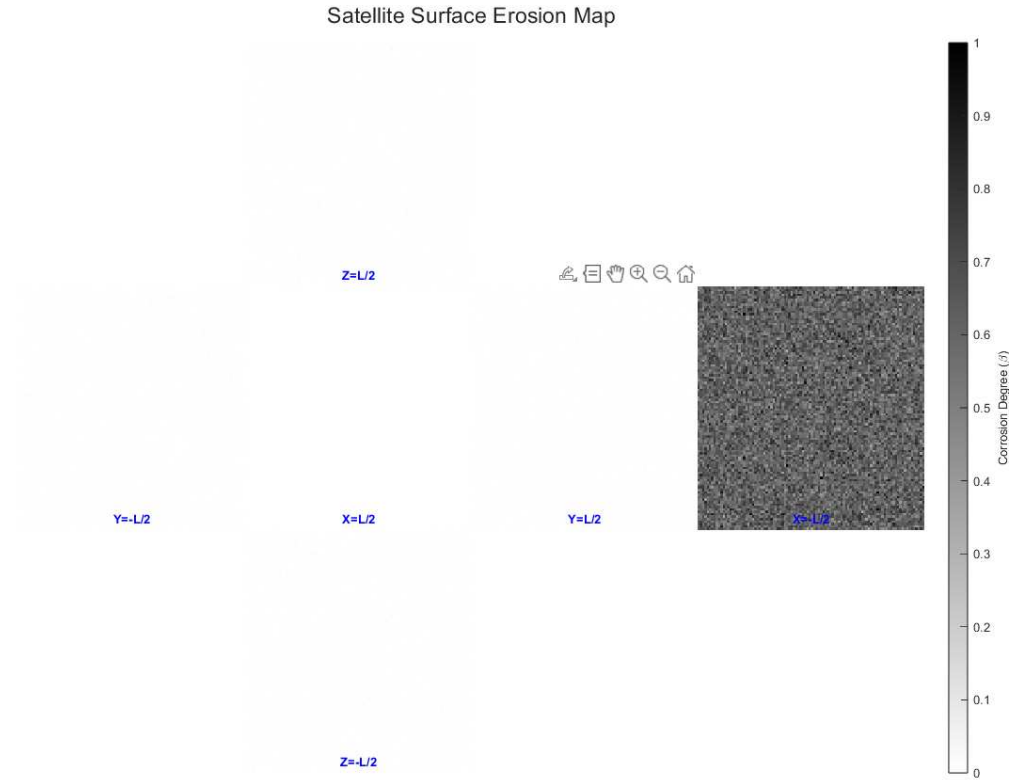 Satellite Surface Erosion Map
Z=L/2
Y=-L/2
X=L/2
Y=L/2
X=-L/2
Z=-L/2
1
0.9
0.8
0.7
0.6
0.5
0.4
0.3
0.2
0.1
0
Corrosion Degree (β)